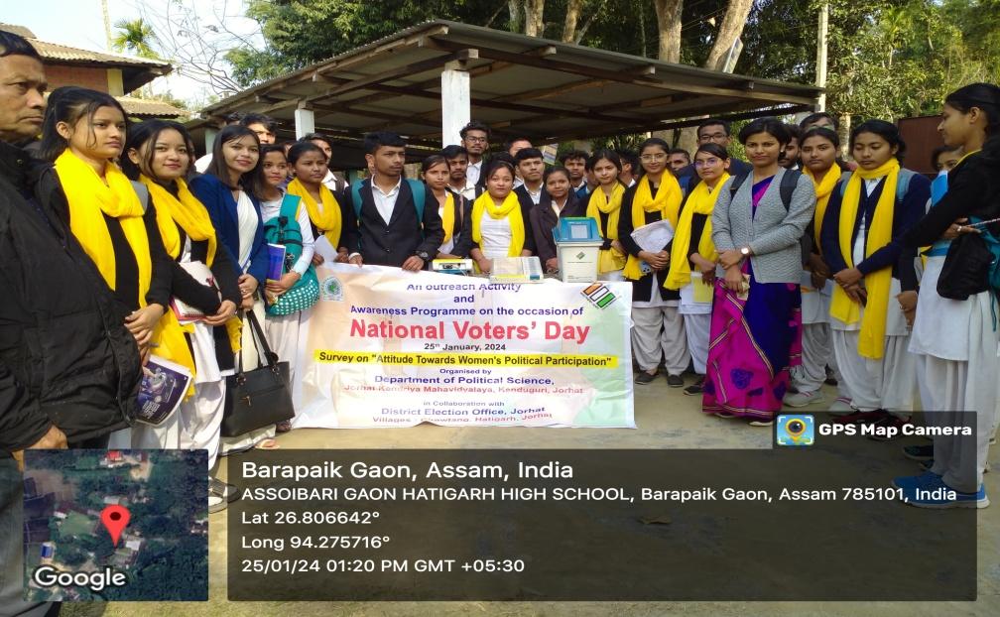 An outreach Activity
and
Awareness Programme on the occasion of
National Voters' Day
25th January, 2024
Survey on "Attitude Towards Women's Political Participation"
Organised by
Department of Political Science,
Jorhat Kendriya Mahavidyalaya, Kenduguri, Jorhat
in Collaboration with
District Election Office, Jorhat
Villages : Chowtang, Hatigarh, Jorhat
GPS Map Camera
Barapaik Gaon, Assam, India
ASSOIBARI GAON HATIGARH HIGH SCHOOL, Barapaik Gaon, Assam 785101, India
Lat 26.806642°
Long 94.275716°
25/01/24 01:20 PM GMT +05:30
Google